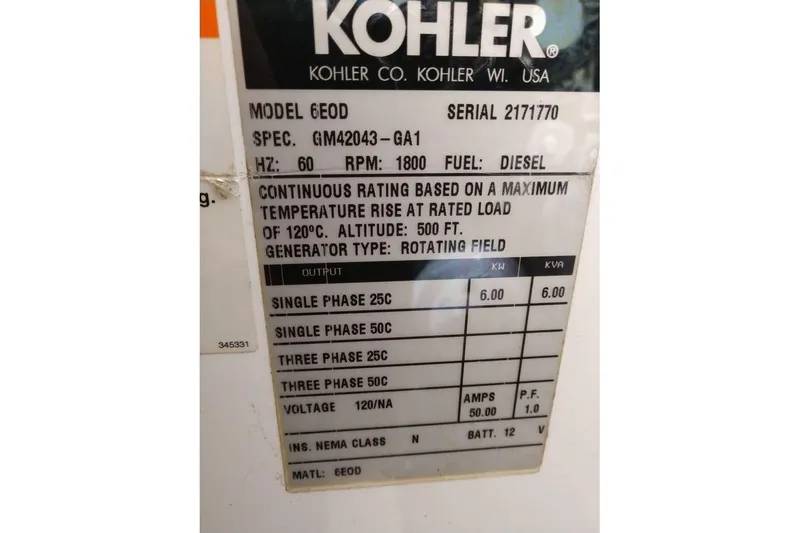 KOHLER®
KOHLER CO. KOHLER WI. USA
MODEL 6EOD SERIAL 2171770
SPEC. GM42043-GA1
HZ: 60 RPM: 1800 FUEL: DIESEL
CONTINUOUS RATING BASED ON A MAXIMUM
TEMPERATURE RISE AT RATED LOAD
OF 120ºC. ALTITUDE: 500 FT.
GENERATOR TYPE: ROTATING FIELD
OUTPUT KW KVA
SINGLE PHASE 25C 6.00 6.00
SINGLE PHASE 50C
THREE PHASE 25C
THREE PHASE 50C
VOLTAGE 120/NA AMPS 50.00 P.F. 1.0
INS. NEMA CLASS N BATT. 12 V
MATL: 6EOD
g.
345331